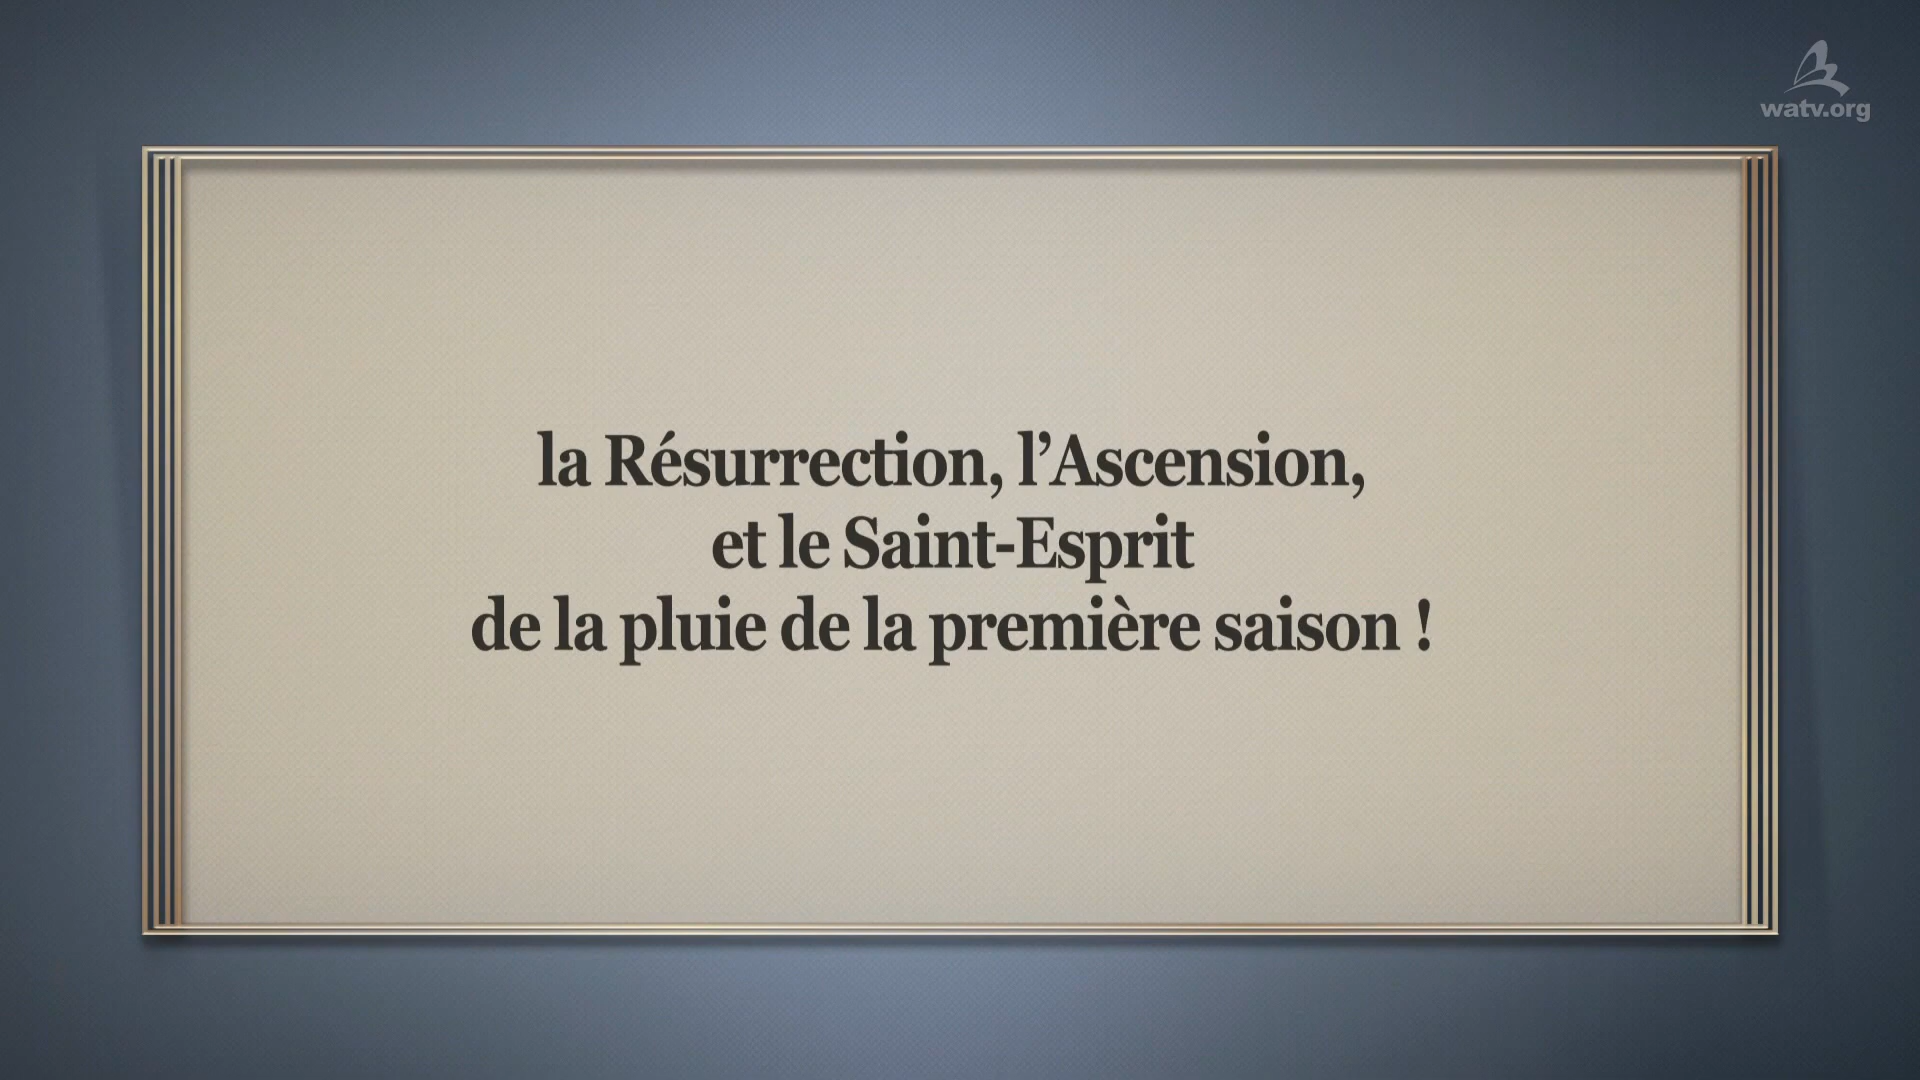 watv.org
la Résurrection, l’Ascension,
et le Saint-Esprit
de la pluie de la première saison !